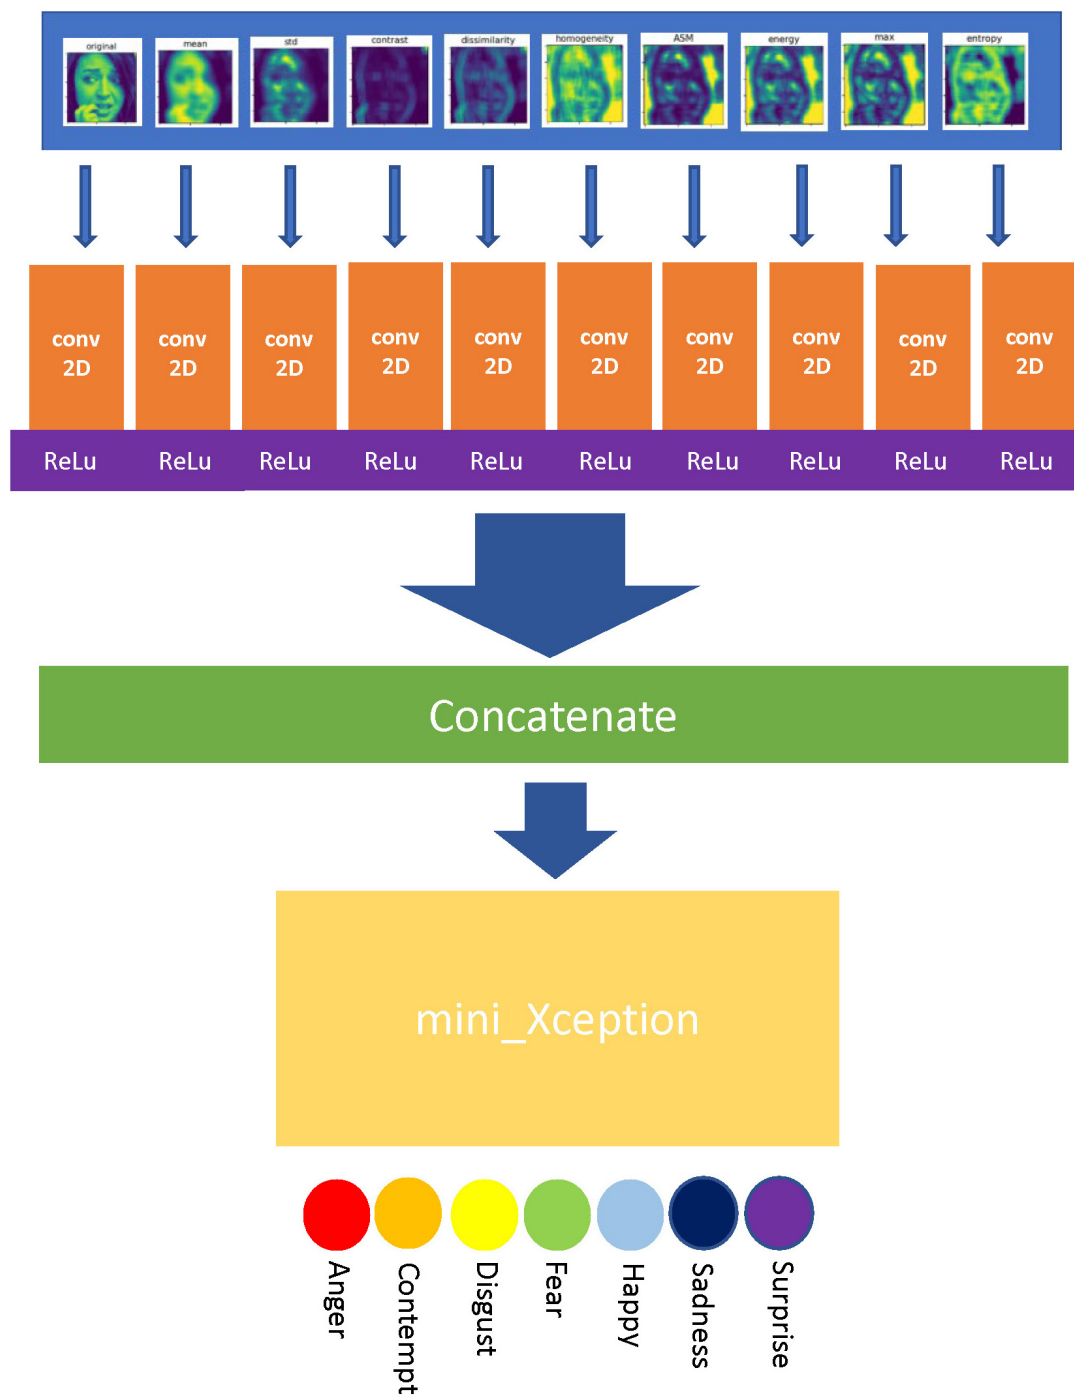 original mean std contrast dissimilarity homogeneity ASM energy max entropy
conv conv conv conv conv conv conv conv conv conv
2D 2D 2D 2D 2D 2D 2D 2D 2D 2D
ReLu ReLu ReLu ReLu ReLu ReLu ReLu ReLu ReLu ReLu
Concatenate
mini_Xception
Anger
Contempt
Disgust
Fear
Happy
Sadness
Surprise